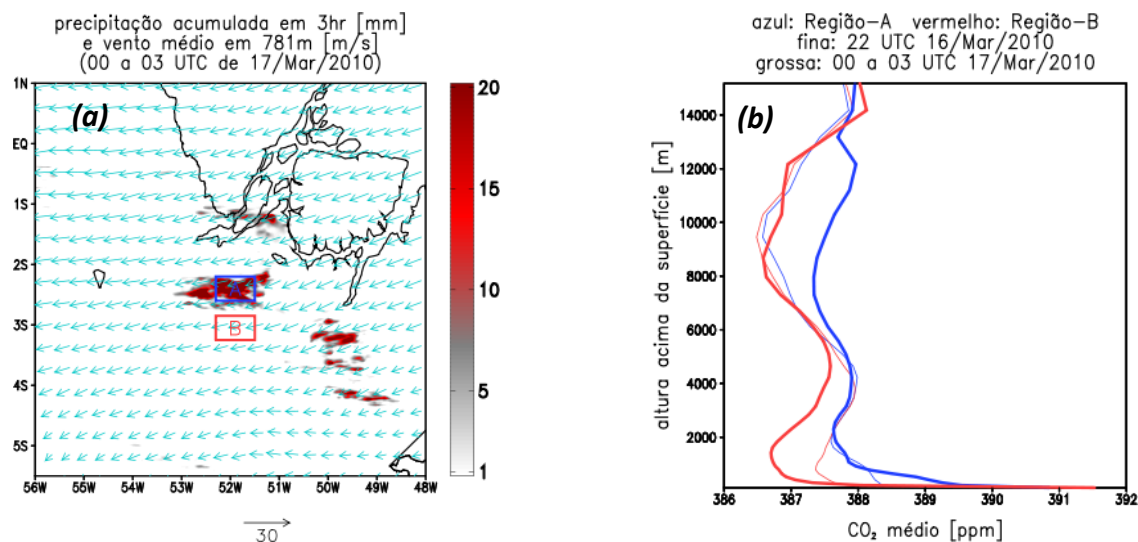 precipitação acumulada em 3hr [mm]
e vento médio em 781m [m/s]
(00 a 03 UTC de 17/Mar/2010)
(a)
1N
EQ
1S
2S
3S
4S
5S
56W
55W
54W
53W
52W
51W
50W
49W
48W
A
B
20
15
10
5
1
30
azul: Região-A vermelho: Região-B
fina: 22 UTC 16/Mar/2010
grossa: 00 a 03 UTC 17/Mar/2010
(b)
altura acima da superfície [m]
14000
12000
10000
8000
6000
4000
2000
386
387
388
389
390
391
392
CO₂ médio [ppm]